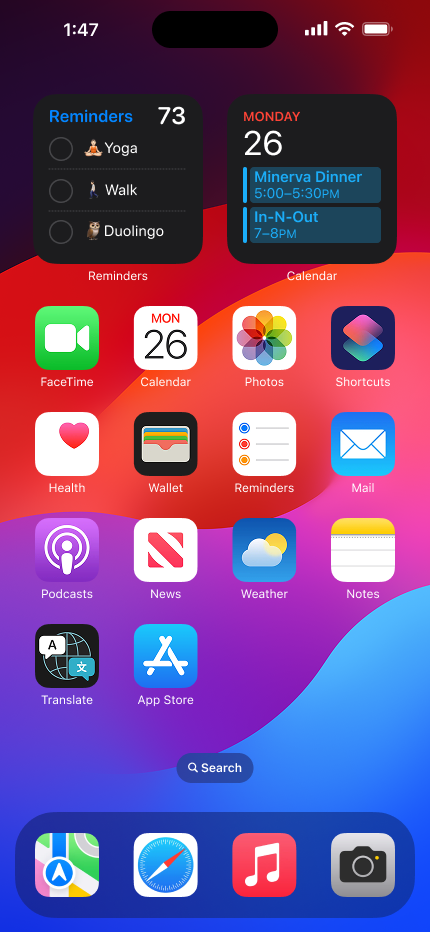 1:47
Reminders 73
🧘🏻‍♀️Yoga
🚶🏻‍♀️Walk
🦉Duolingo
Reminders
MONDAY
26
Minerva Dinner
5:00–5:30PM
In-N-Out
7–8PM
Calendar
FaceTime
MON
26
Calendar
Photos
Shortcuts
Health
Wallet
Reminders
Mail
Podcasts
News
Weather
Notes
A
文
Translate
App Store
Search